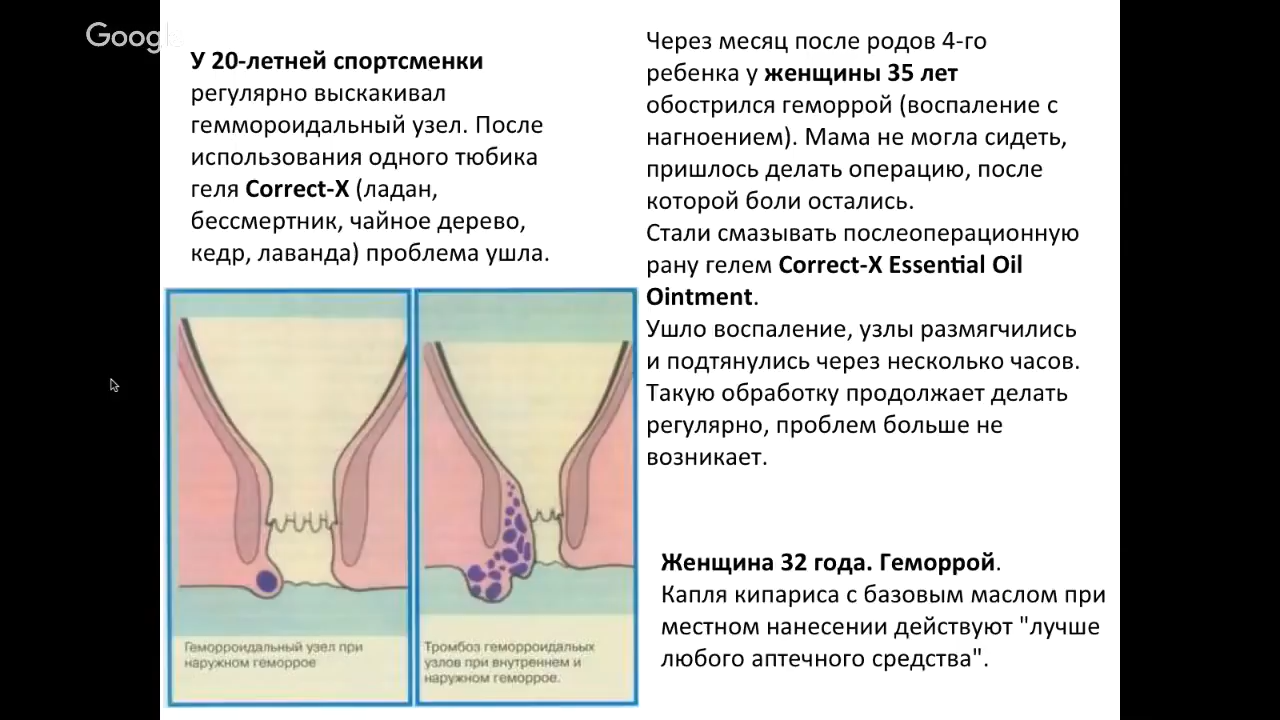 Google
У 20-летней спортсменки
регулярно выскакивал
геммороидальный узел. После
использования одного тюбика
геля Correct-X (ладан,
бессмертник, чайное дерево,
кедр, лаванда) проблема ушла.
Через месяц после родов 4-го
ребенка у женщины 35 лет
обострился геморрой (воспаление с
нагноением). Мама не могла сидеть,
пришлось делать операцию, после
которой боли остались.
Стали смазывать послеоперационную
рану гелем Correct-X Essential Oil
Ointment.
Ушло воспаление, узлы размягчились
и подтянулись через несколько часов.
Такую обработку продолжает делать
регулярно, проблем больше не
возникает.
Геморроидальный узел при
наружном геморрое
Тромбоз геморроидалых
узлов при внутреннем и
наружном геморрое.
Женщина 32 года. Геморрой.
Капля кипариса с базовым маслом при
местном нанесении действуют "лучше
любого аптечного средства".